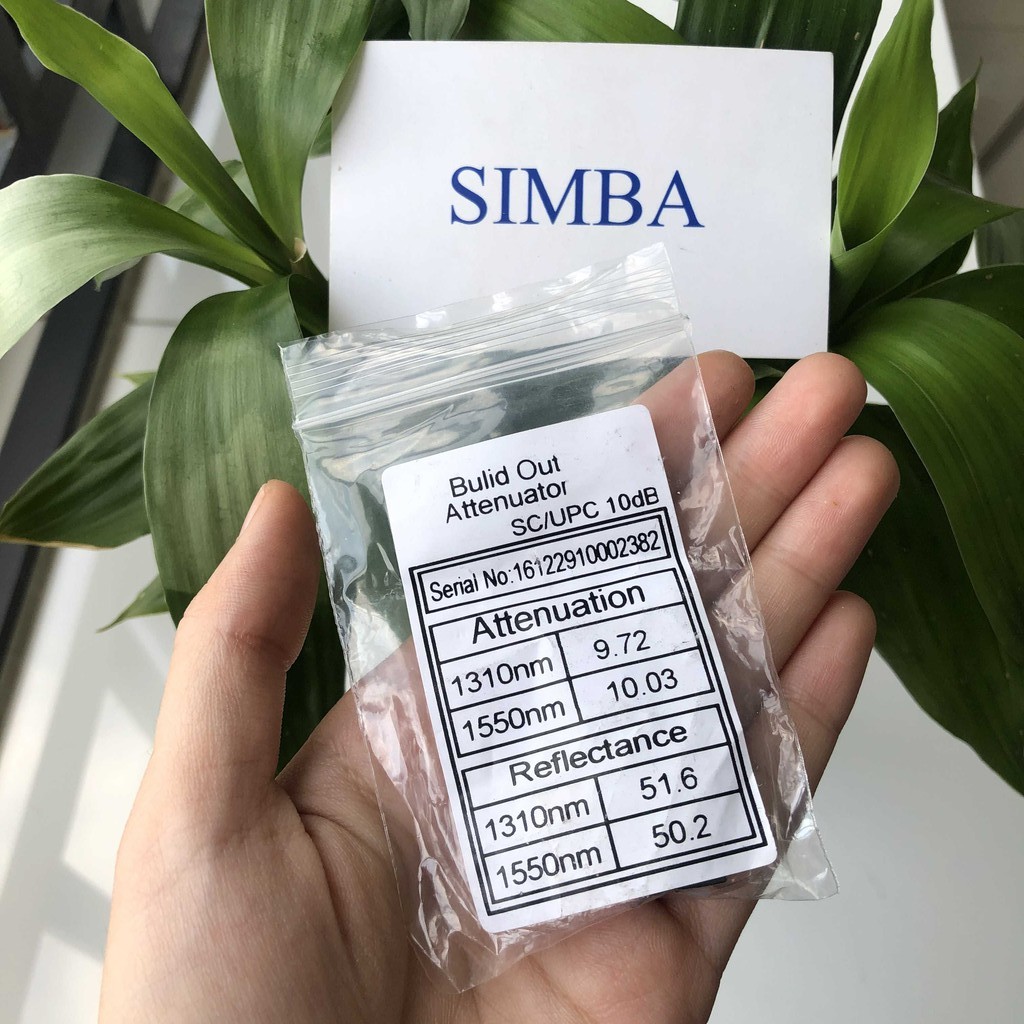 SIMBA
Bulid Out
Attenuator
SC/UPC 10dB
Serial No:16122910002382
Attenuation
1310nm 9.72
1550nm 10.03
Reflectance
1310nm 51.6
1550nm 50.2